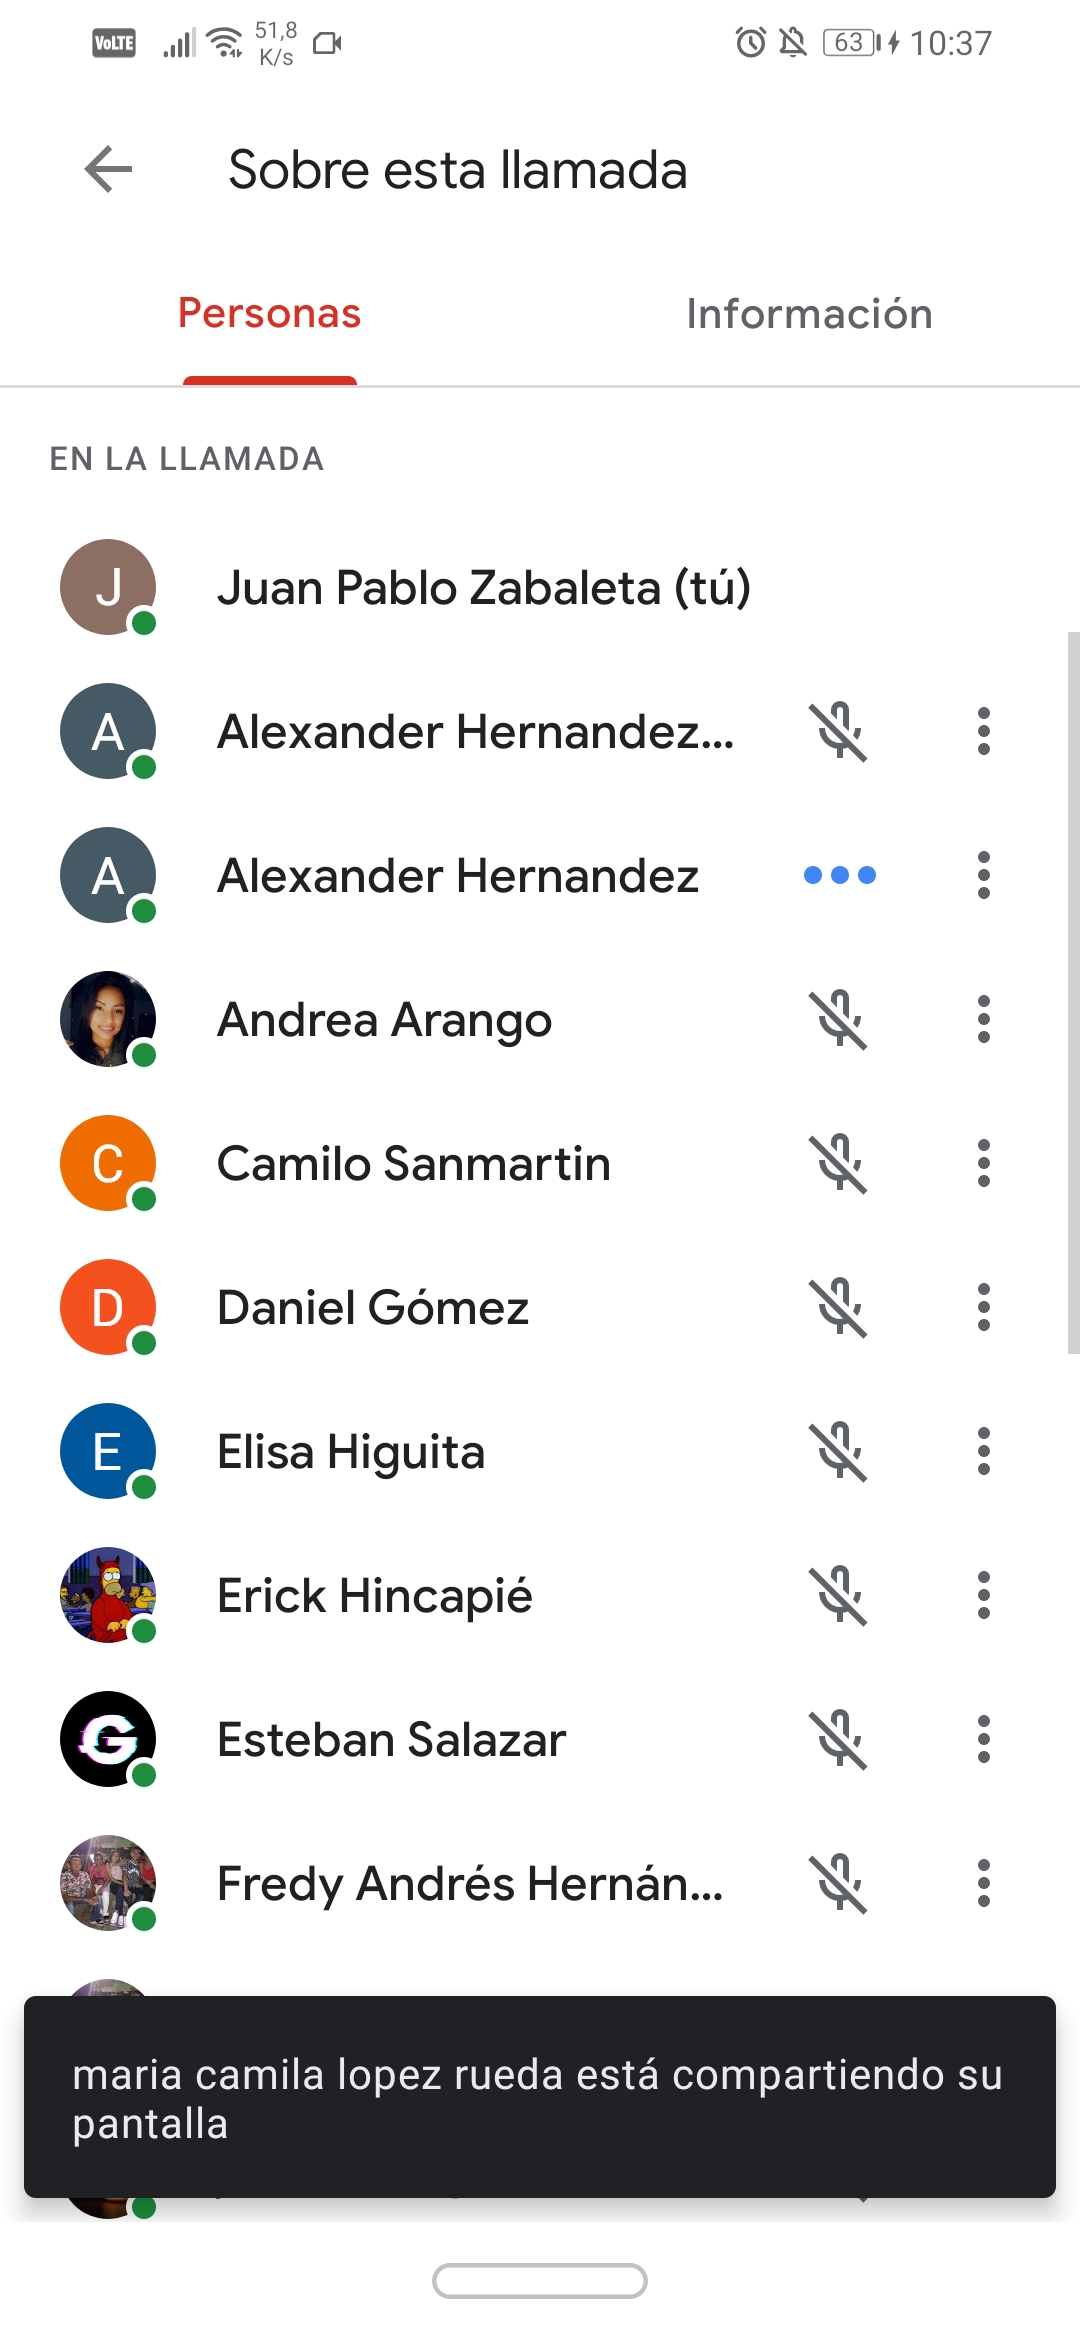 VoLTE 51,8 K/s 63 10:37
Sobre esta llamada
Personas Información
EN LA LLAMADA
J Juan Pablo Zabaleta (tú)
A Alexander Hernandez...
A Alexander Hernandez
Andrea Arango
C Camilo Sanmartin
D Daniel Gómez
E Elisa Higuita
Erick Hincapié
G Esteban Salazar
Fredy Andrés Hernán...
maria camila lopez rueda está compartiendo su
pantalla